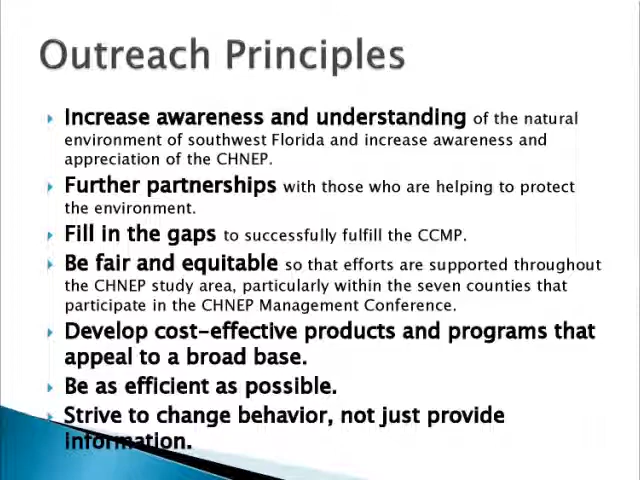 Outreach Principles
Increase awareness and understanding of the natural
environment of southwest Florida and increase awareness and
appreciation of the CHNEP.
Further partnerships with those who are helping to protect
the environment.
Fill in the gaps to successfully fulfill the CCMP.
Be fair and equitable so that efforts are supported throughout
the CHNEP study area, particularly within the seven counties that
participate in the CHNEP Management Conference.
Develop cost-effective products and programs that
appeal to a broad base.
Be as efficient as possible.
Strive to change behavior, not just provide
information.